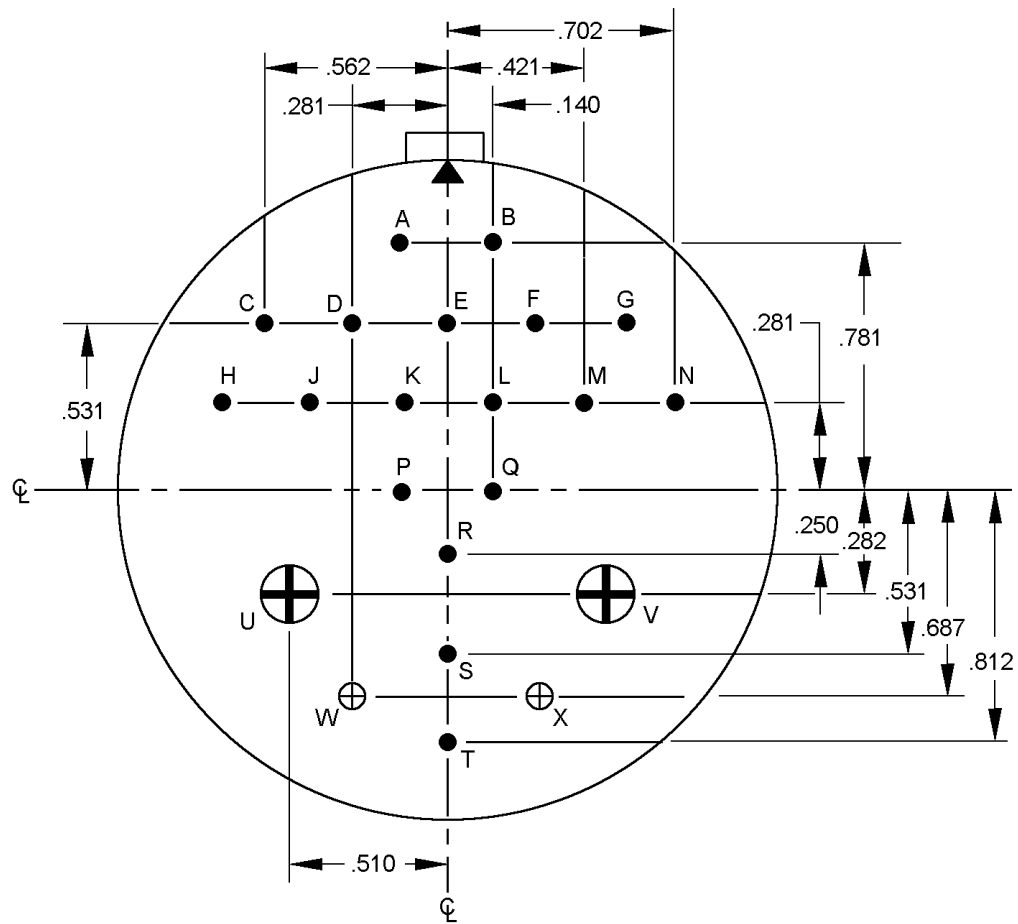 .702
.562 .421
.281 .140
A B
C D E F G .281
.781
H J K L M N
.531
P Q
℄
R .250 .282
.531
U V
.687
S .812
W X
T
.510
℄